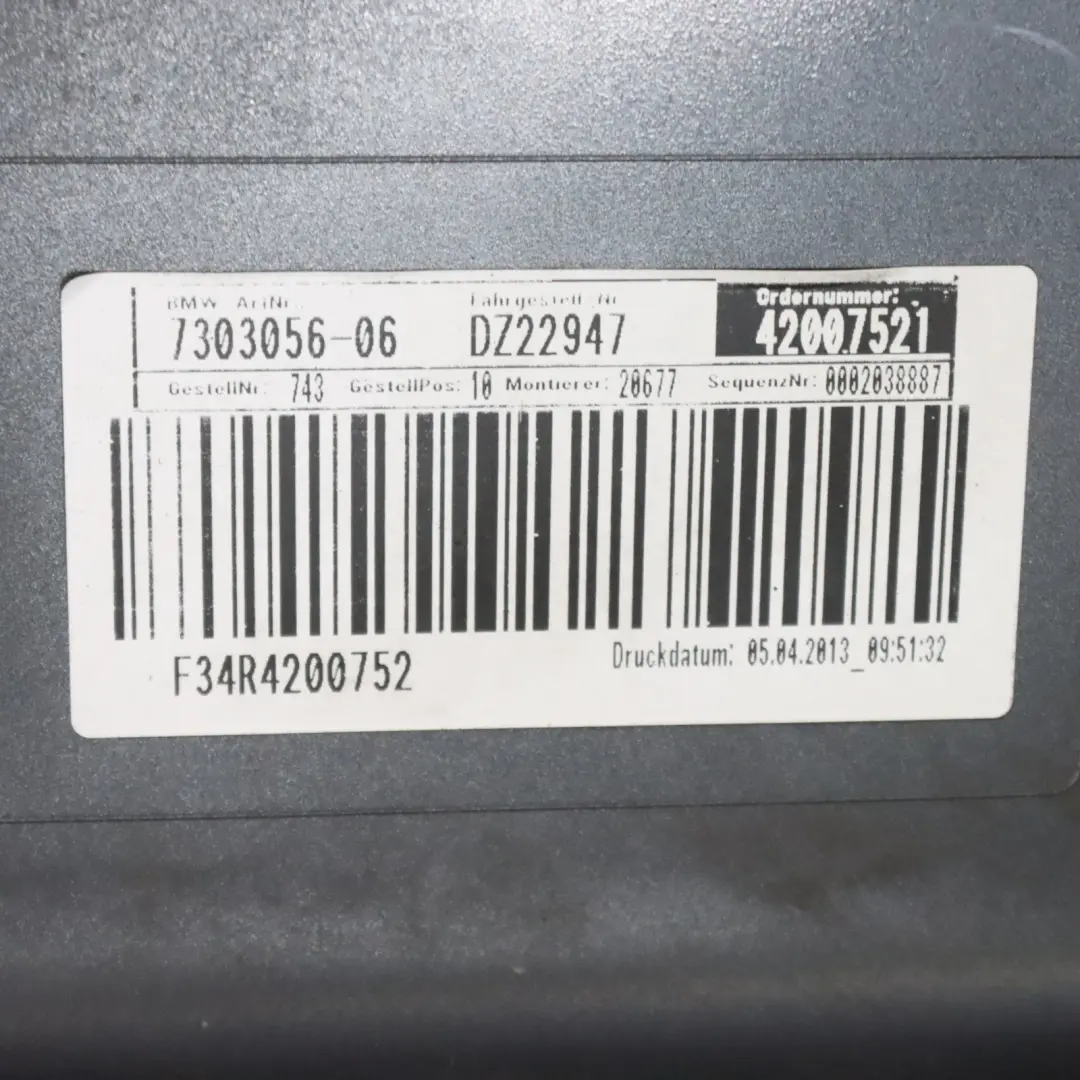 BMW ArtNr. Fahrgestell-Nr Ordernummer:
7303056-06 DZ22947 42007521
GestellNr: 743 GestellPos: 10 Montierer: 20677 SequenzNr: 0002038887
F34R4200752 Druckdatum: 05.04.2013_09:51:32